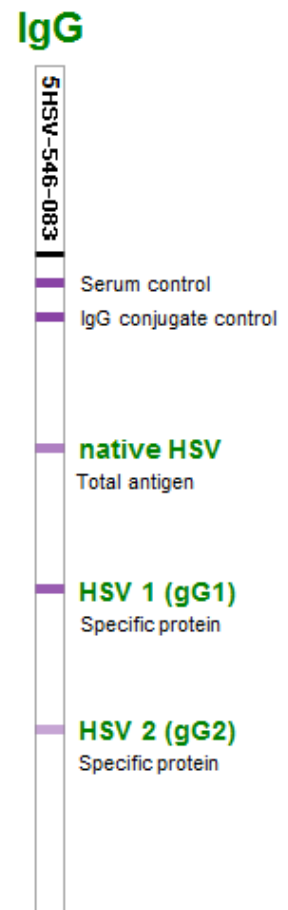 IgG
5HSV-546-083
Serum control
IgG conjugate control
native HSV
Total antigen
HSV 1 (gG1)
Specific protein
HSV 2 (gG2)
Specific protein